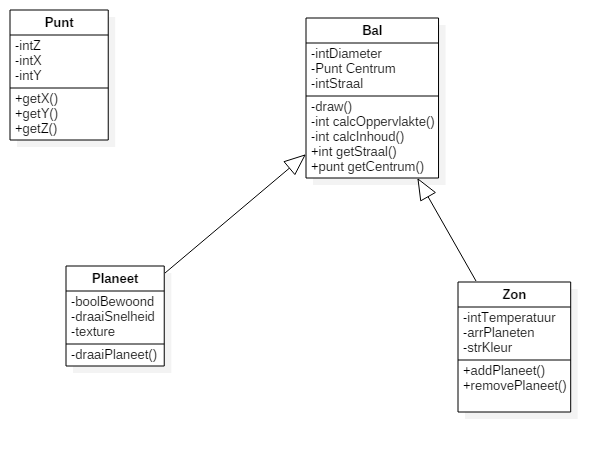 Punt
-intZ
-intX
-intY
+getX()
+getY()
+getZ()
Bal
-intDiameter
-Punt Centrum
-intStraal
-draw()
-int calcOppervlakte()
-int calcInhoud()
+int getStraal()
+punt getCentrum()
Planeet
-boolBewoond
-draaiSnelheid
-texture
-draaiPlaneet()
Zon
-intTemperatuur
-arrPlaneten
-strKleur
+addPlaneet()
+removePlaneet()